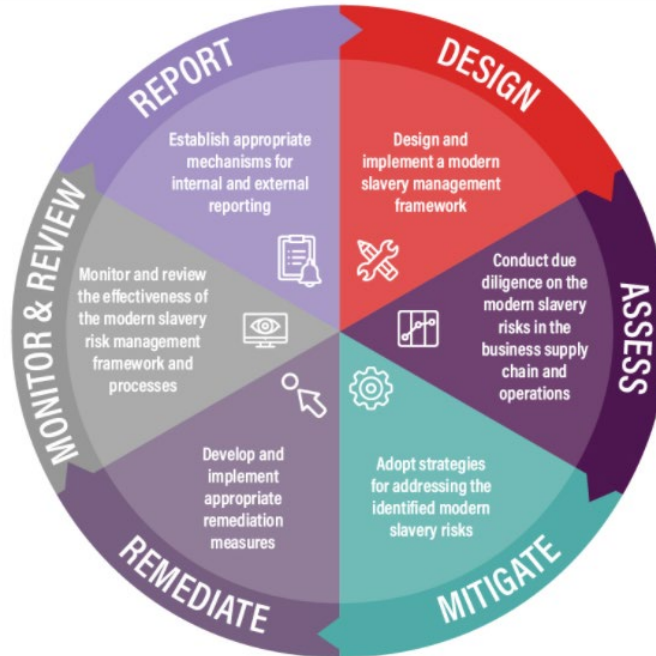 DESIGN
Design and
implement a modern
slavery management
framework
ASSESS
Conduct due
diligence on the
modern slavery
risks in the
business supply
chain and
operations
MITIGATE
Adopt strategies
for addressing the
identified modern
slavery risks
REMEDIATE
Develop and
implement
appropriate
remediation
measures
MONITOR & REVIEW
Monitor and review
the effectiveness of
the modern slavery
risk management
framework and
processes
REPORT
Establish appropriate
mechanisms for
internal and external
reporting